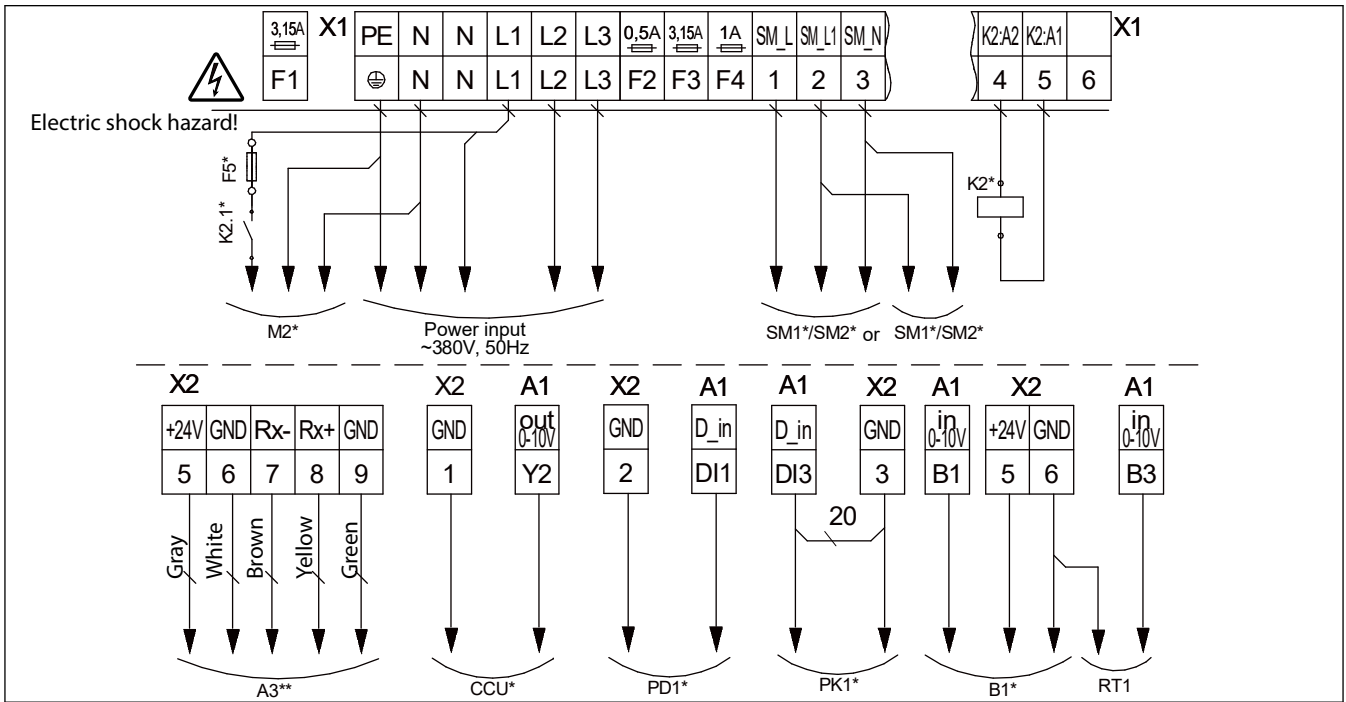 3,15A X1 PE N N L1 L2 L3 0,5A 3,15A 1A SM_L SM_L1 SM_N K2:A2 K2:A1 X1
F1 N N L1 L2 L3 F2 F3 F4 1 2 3 4 5 6
Electric shock hazard!
F5*
K2.1*
K2*
M2*
Power input
~380V, 50Hz
SM1*/SM2* or SM1*/SM2*
X2 X2 A1 X2 A1 A1 X2 A1 X2 A1
+24V GND Rx- Rx+ GND GND out 0-10V GND D_in D_in GND in 0-10V +24V GND in 0-10V
5 6 7 8 9 1 Y2 2 DI1 DI3 3 B1 5 6 B3
20
Gray
White
Brown
Yellow
Green
A3** CCU* PD1* PK1* B1* RT1